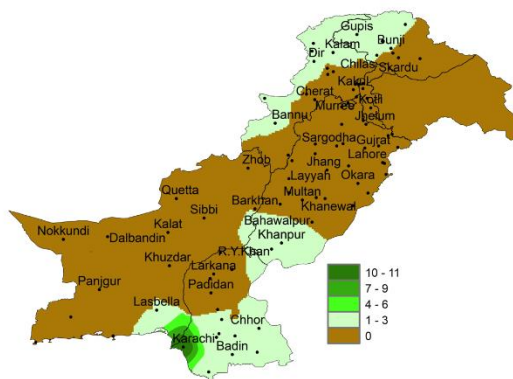 Gupis
Kalam
Bunji
Dir
Chilas
Skardu
Kakul
Cherat
Murree
Kotli
Bannu
Jhelum
Sargodha
Gujrat
Zhob
Jhang
Lahore
Layyah
Okara
Quetta
Multan
Barkhan
Khanewal
Sibbi
Bahawalpur
Nokkundi
Kalat
Dalbandin
Khanpur
R.Y.Khan
Khuzdar
Larkana
Panjgur
Padidan
Lasbella
Chhor
Karachi
Badin
10 - 11
7 - 9
4 - 6
1 - 3
0